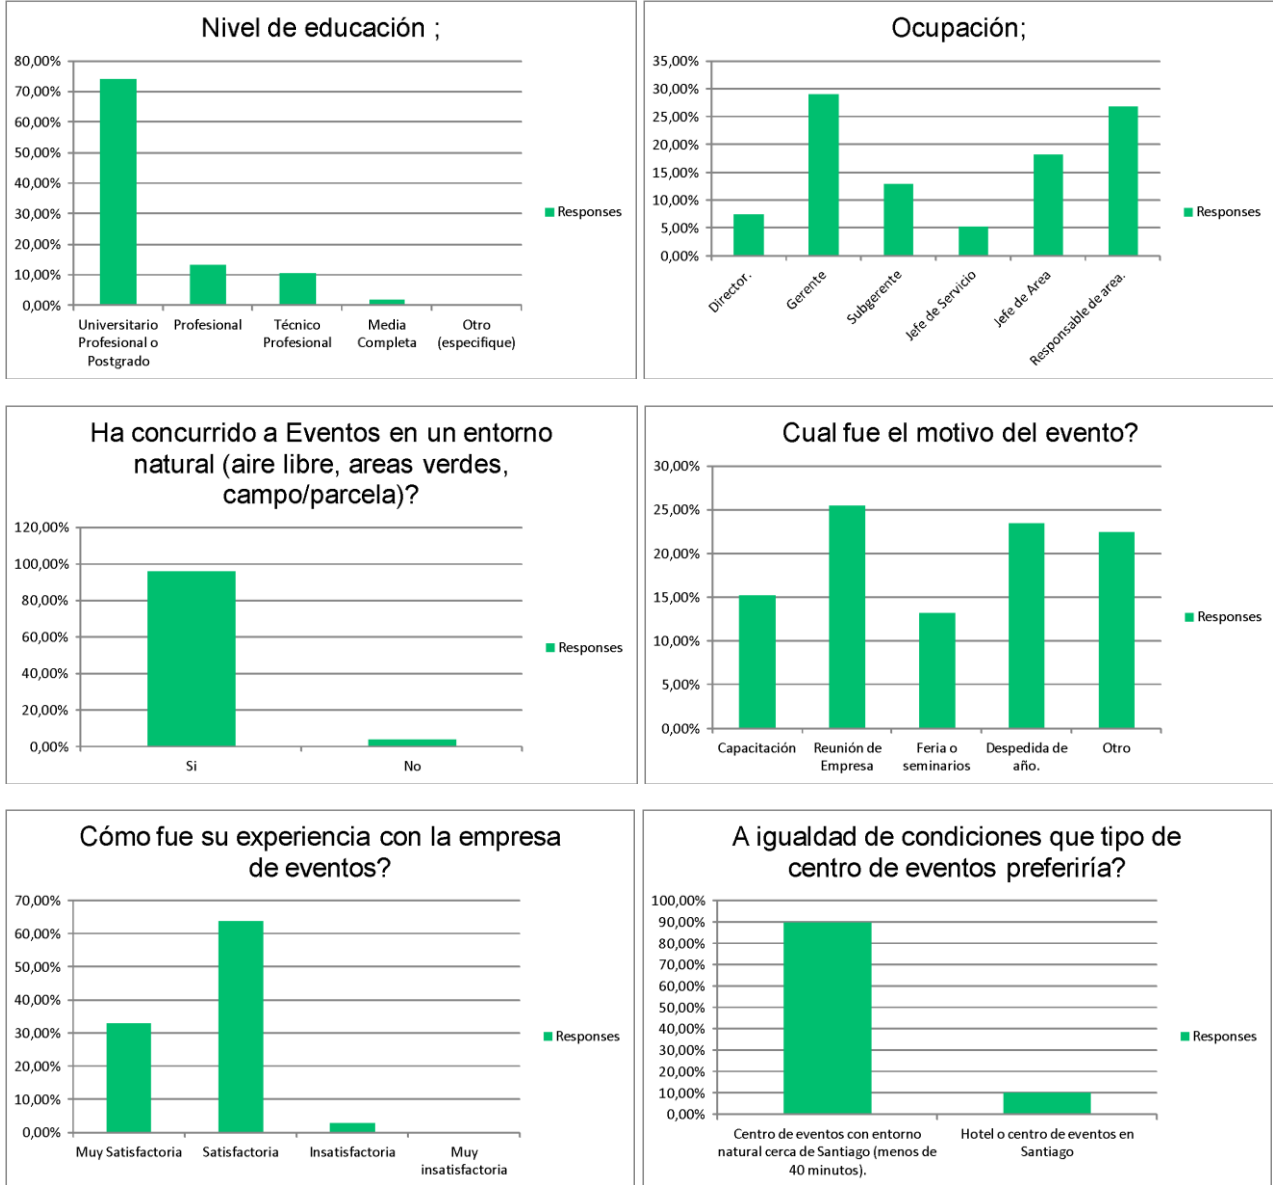 Nivel de educación ;
80,00%
70,00%
60,00%
50,00%
40,00%
30,00%
20,00%
10,00%
0,00%
Universitario
Profesional o
Postgrado
Profesional
Técnico
Profesional
Media
Completa
Otro
(especifique)
Responses
Ocupación;
35,00%
30,00%
25,00%
20,00%
15,00%
10,00%
5,00%
0,00%
Director.
Gerente
Subgerente
Jefe de Servicio
Jefe de Area
Responsable de area.
Responses
Ha concurrido a Eventos en un entorno
natural (aire libre, areas verdes,
campo/parcela)?
120,00%
100,00%
80,00%
60,00%
40,00%
20,00%
0,00%
Si
No
Responses
Cual fue el motivo del evento?
30,00%
25,00%
20,00%
15,00%
10,00%
5,00%
0,00%
Capacitación
Reunión de
Empresa
Feria o
seminarios
Despedida de
año.
Otro
Responses
Cómo fue su experiencia con la empresa
de eventos?
70,00%
60,00%
50,00%
40,00%
30,00%
20,00%
10,00%
0,00%
Muy Satisfactoria
Satisfactoria
Insatisfactoria
Muy
insatisfactoria
Responses
A igualdad de condiciones que tipo de
centro de eventos preferiría?
100,00%
90,00%
80,00%
70,00%
60,00%
50,00%
40,00%
30,00%
20,00%
10,00%
0,00%
Centro de eventos con entorno
natural cerca de Santiago (menos de
40 minutos).
Hotel o centro de eventos en
Santiago
Responses